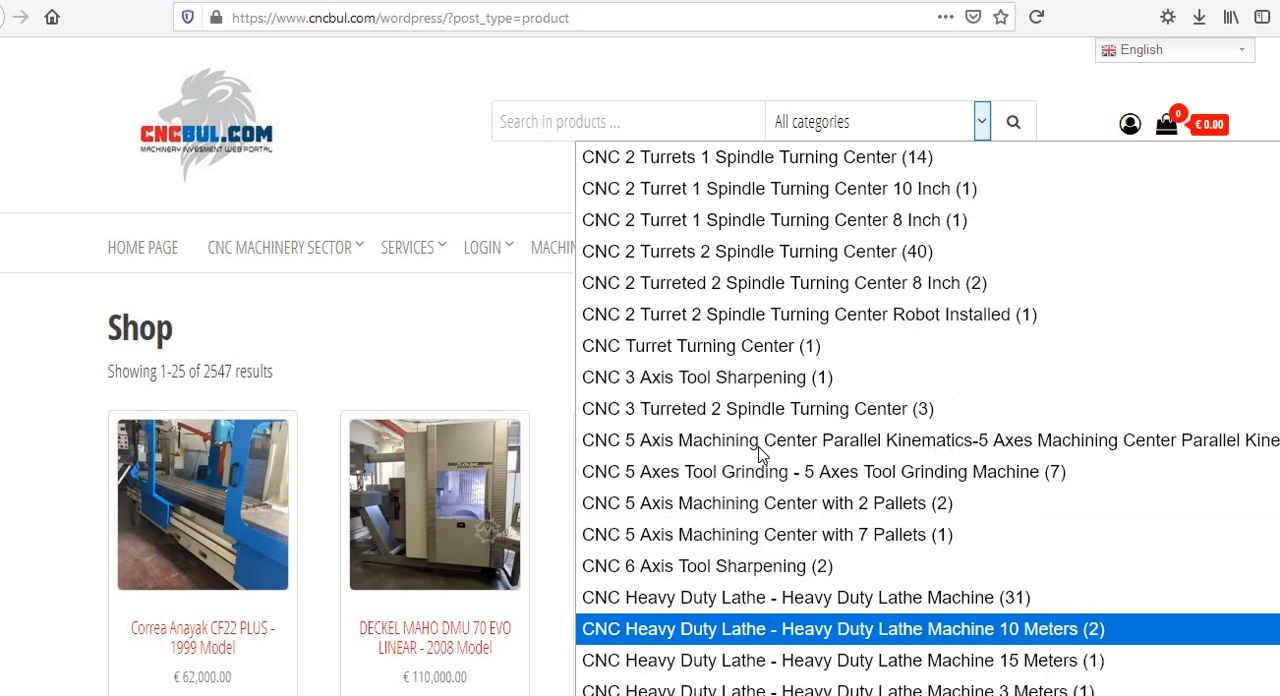 https://www.cncbul.com/wordpress/?post_type=product
English
CNCBUL.COM
MACHINERY INVESMENT WEB PORTAL
Search in products ...
All categories
0
€ 0.00
HOME PAGE
CNC MACHINERY SECTOR
SERVICES
LOGIN
MACHIN
CNC 2 Turrets 1 Spindle Turning Center (14)
CNC 2 Turret 1 Spindle Turning Center 10 Inch (1)
CNC 2 Turret 1 Spindle Turning Center 8 Inch (1)
CNC 2 Turrets 2 Spindle Turning Center (40)
CNC 2 Turreted 2 Spindle Turning Center 8 Inch (2)
CNC 2 Turret 2 Spindle Turning Center Robot Installed (1)
CNC Turret Turning Center (1)
CNC 3 Axis Tool Sharpening (1)
CNC 3 Turreted 2 Spindle Turning Center (3)
CNC 5 Axis Machining Center Parallel Kinematics-5 Axes Machining Center Parallel Kine
CNC 5 Axes Tool Grinding - 5 Axes Tool Grinding Machine (7)
CNC 5 Axis Machining Center with 2 Pallets (2)
CNC 5 Axis Machining Center with 7 Pallets (1)
CNC 6 Axis Tool Sharpening (2)
CNC Heavy Duty Lathe - Heavy Duty Lathe Machine (31)
CNC Heavy Duty Lathe - Heavy Duty Lathe Machine 10 Meters (2)
CNC Heavy Duty Lathe - Heavy Duty Lathe Machine 15 Meters (1)
CNC Heavy Duty Lathe - Heavy Duty Lathe Machine 3 Meters (1)
Shop
Showing 1-25 of 2547 results
Correa Anayak CF22 PLUS -
1999 Model
€ 62,000.00
DECKEL MAHO DMU 70 EVO
LINEAR - 2008 Model
€ 110,000.00